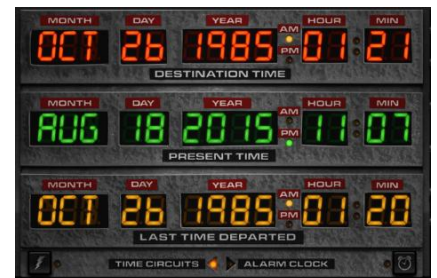 MONTH DAY YEAR AM HOUR MIN
OCT 26 1985 PM 01 21
DESTINATION TIME
MONTH DAY YEAR AM HOUR MIN
AUG 18 2015 PM 11 07
PRESENT TIME
MONTH DAY YEAR AM HOUR MIN
OCT 26 1985 PM 01 20
LAST TIME DEPARTED
TIME CIRCUITS ALARM CLOCK